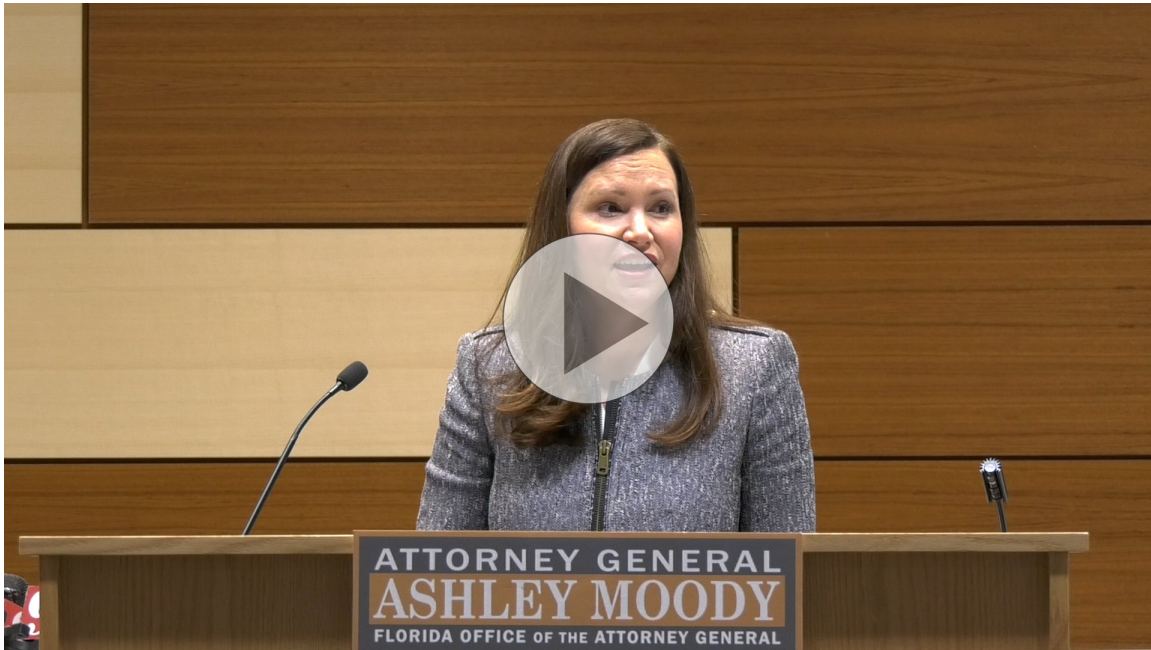 ATTORNEY GENERAL
ASHLEY MOODY
FLORIDA OFFICE OF THE ATTORNEY GENERAL